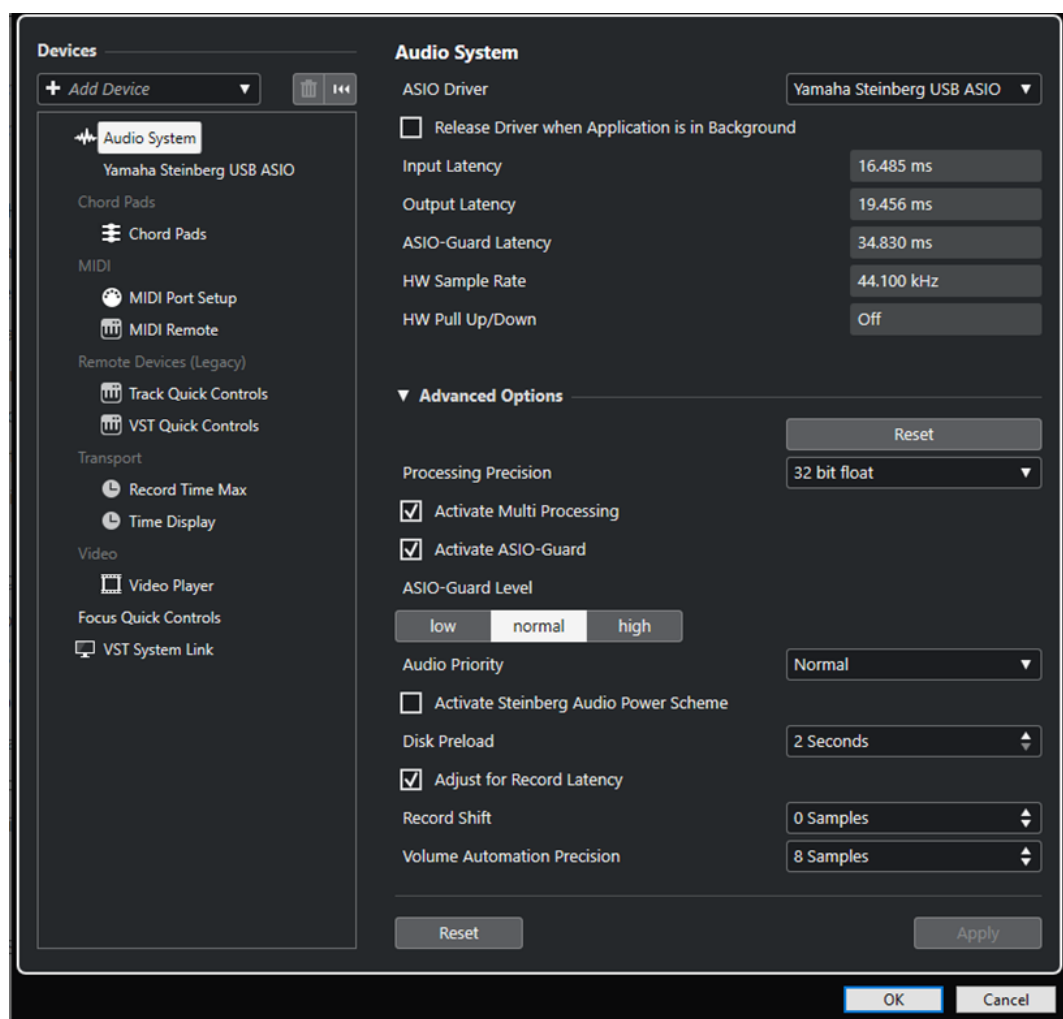 Devices
Add Device
Audio System
Yamaha Steinberg USB ASIO
Chord Pads
Chord Pads
MIDI
MIDI Port Setup
MIDI Remote
Remote Devices (Legacy)
Track Quick Controls
VST Quick Controls
Transport
Record Time Max
Time Display
Video
Video Player
Focus Quick Controls
VST System Link
Audio System
ASIO Driver Yamaha Steinberg USB ASIO
Release Driver when Application is in Background
Input Latency 16.485 ms
Output Latency 19.456 ms
ASIO-Guard Latency 34.830 ms
HW Sample Rate 44.100 kHz
HW Pull Up/Down Off
Advanced Options
Reset
Processing Precision 32 bit float
Activate Multi Processing
Activate ASIO-Guard
ASIO-Guard Level
low normal high
Audio Priority Normal
Activate Steinberg Audio Power Scheme
Disk Preload 2 Seconds
Adjust for Record Latency
Record Shift 0 Samples
Volume Automation Precision 8 Samples
Reset Apply
OK Cancel